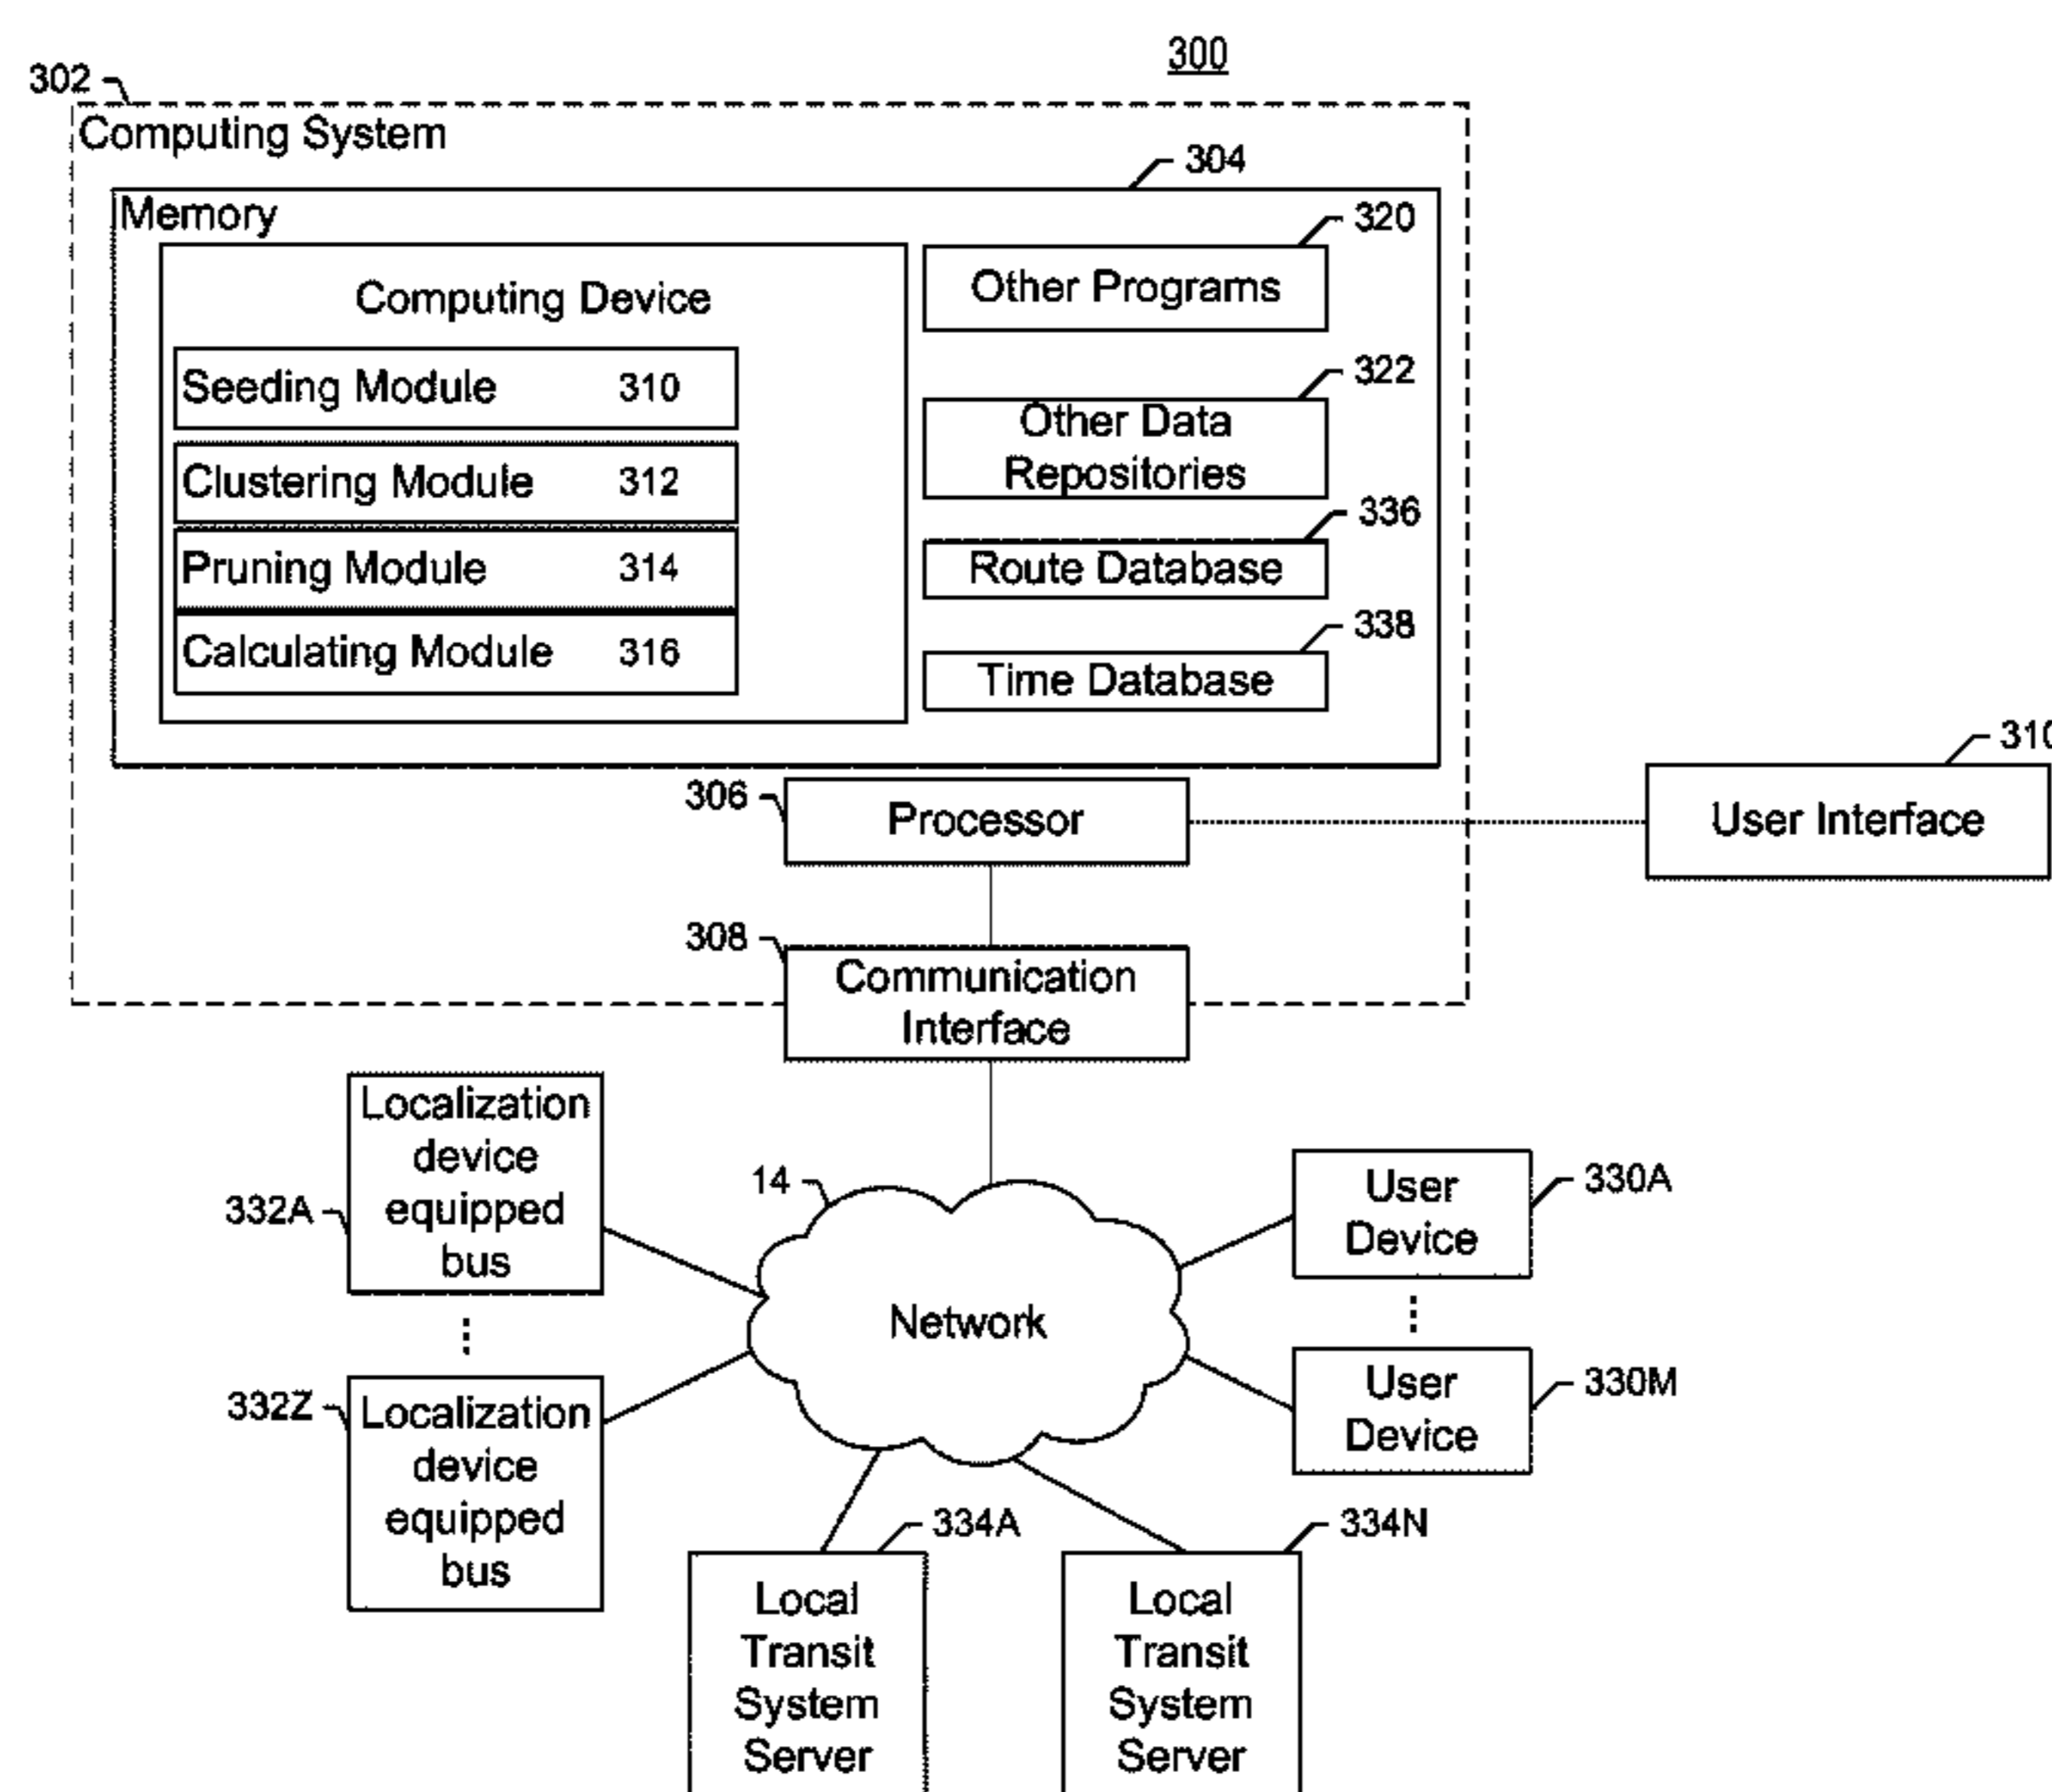 300
302
Computing System
304
Memory
320
Computing Device
Other Programs
Seeding Module 310
322
Other Data
Repositories
Clustering Module 312
336
Pruning Module 314
Route Database
338
Calculating Module 316
Time Database
310
306
Processor
User Interface
308
Communication
Interface
Localization
device
equipped
bus
332A
14
User
Device
330A
Network
332Z
Localization
device
equipped
bus
User
Device
330M
334A
334N
Local
Transit
System
Server
Local
Transit
System
Server